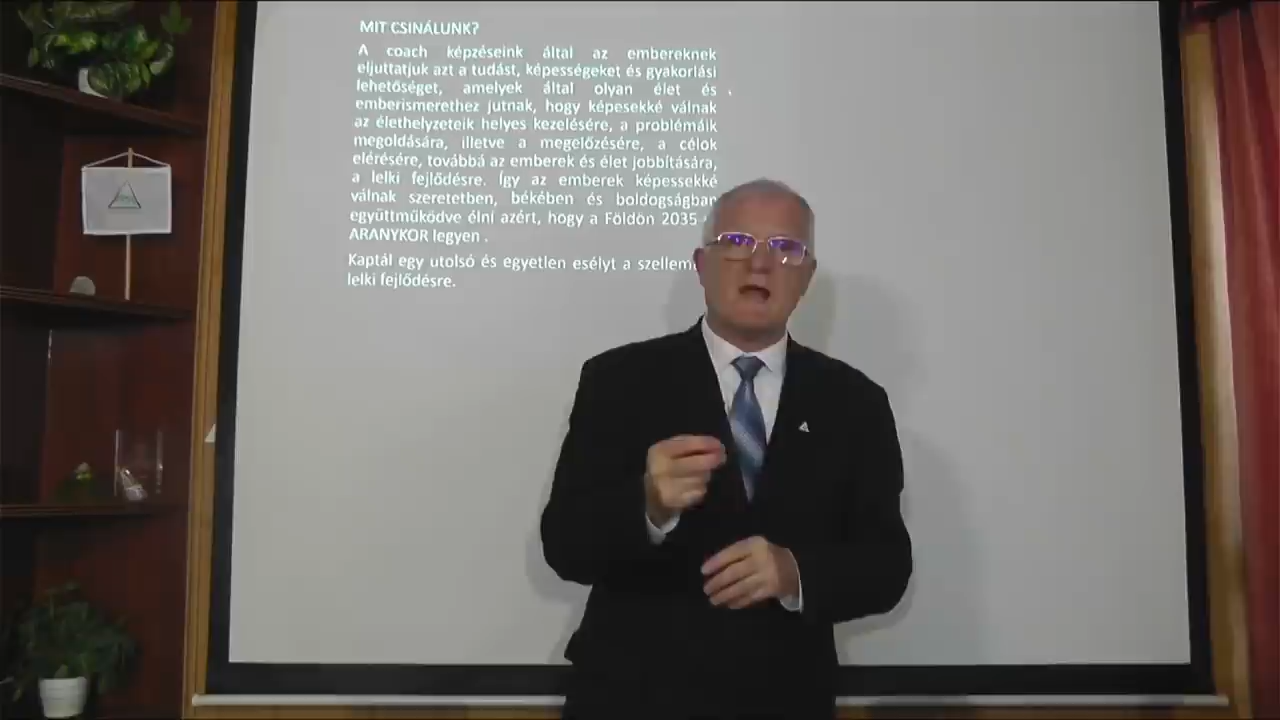 MIT CSINÁLUNK?
A coach képzéseink által az embereknek
eljuttatjuk azt a tudást, képességeket és gyakorlási
lehetőséget, amelyek által olyan élet és
emberismerethez jutnak, hogy képesekké válnak
az élethelyzeteik helyes kezelésére, a problémáik
megoldására, illetve a megelőzésére, a célok
elérésére, továbbá az emberek és élet jobbítására,
a lelki fejlődésre. Így az emberek képessekké
válnak szeretetben, békében és boldogságban
együttműködve élni azért, hogy a Földön 2035
ARANYKOR legyen .
Kaptál egy utolsó és egyetlen esélyt a
lelki fejlődésre.